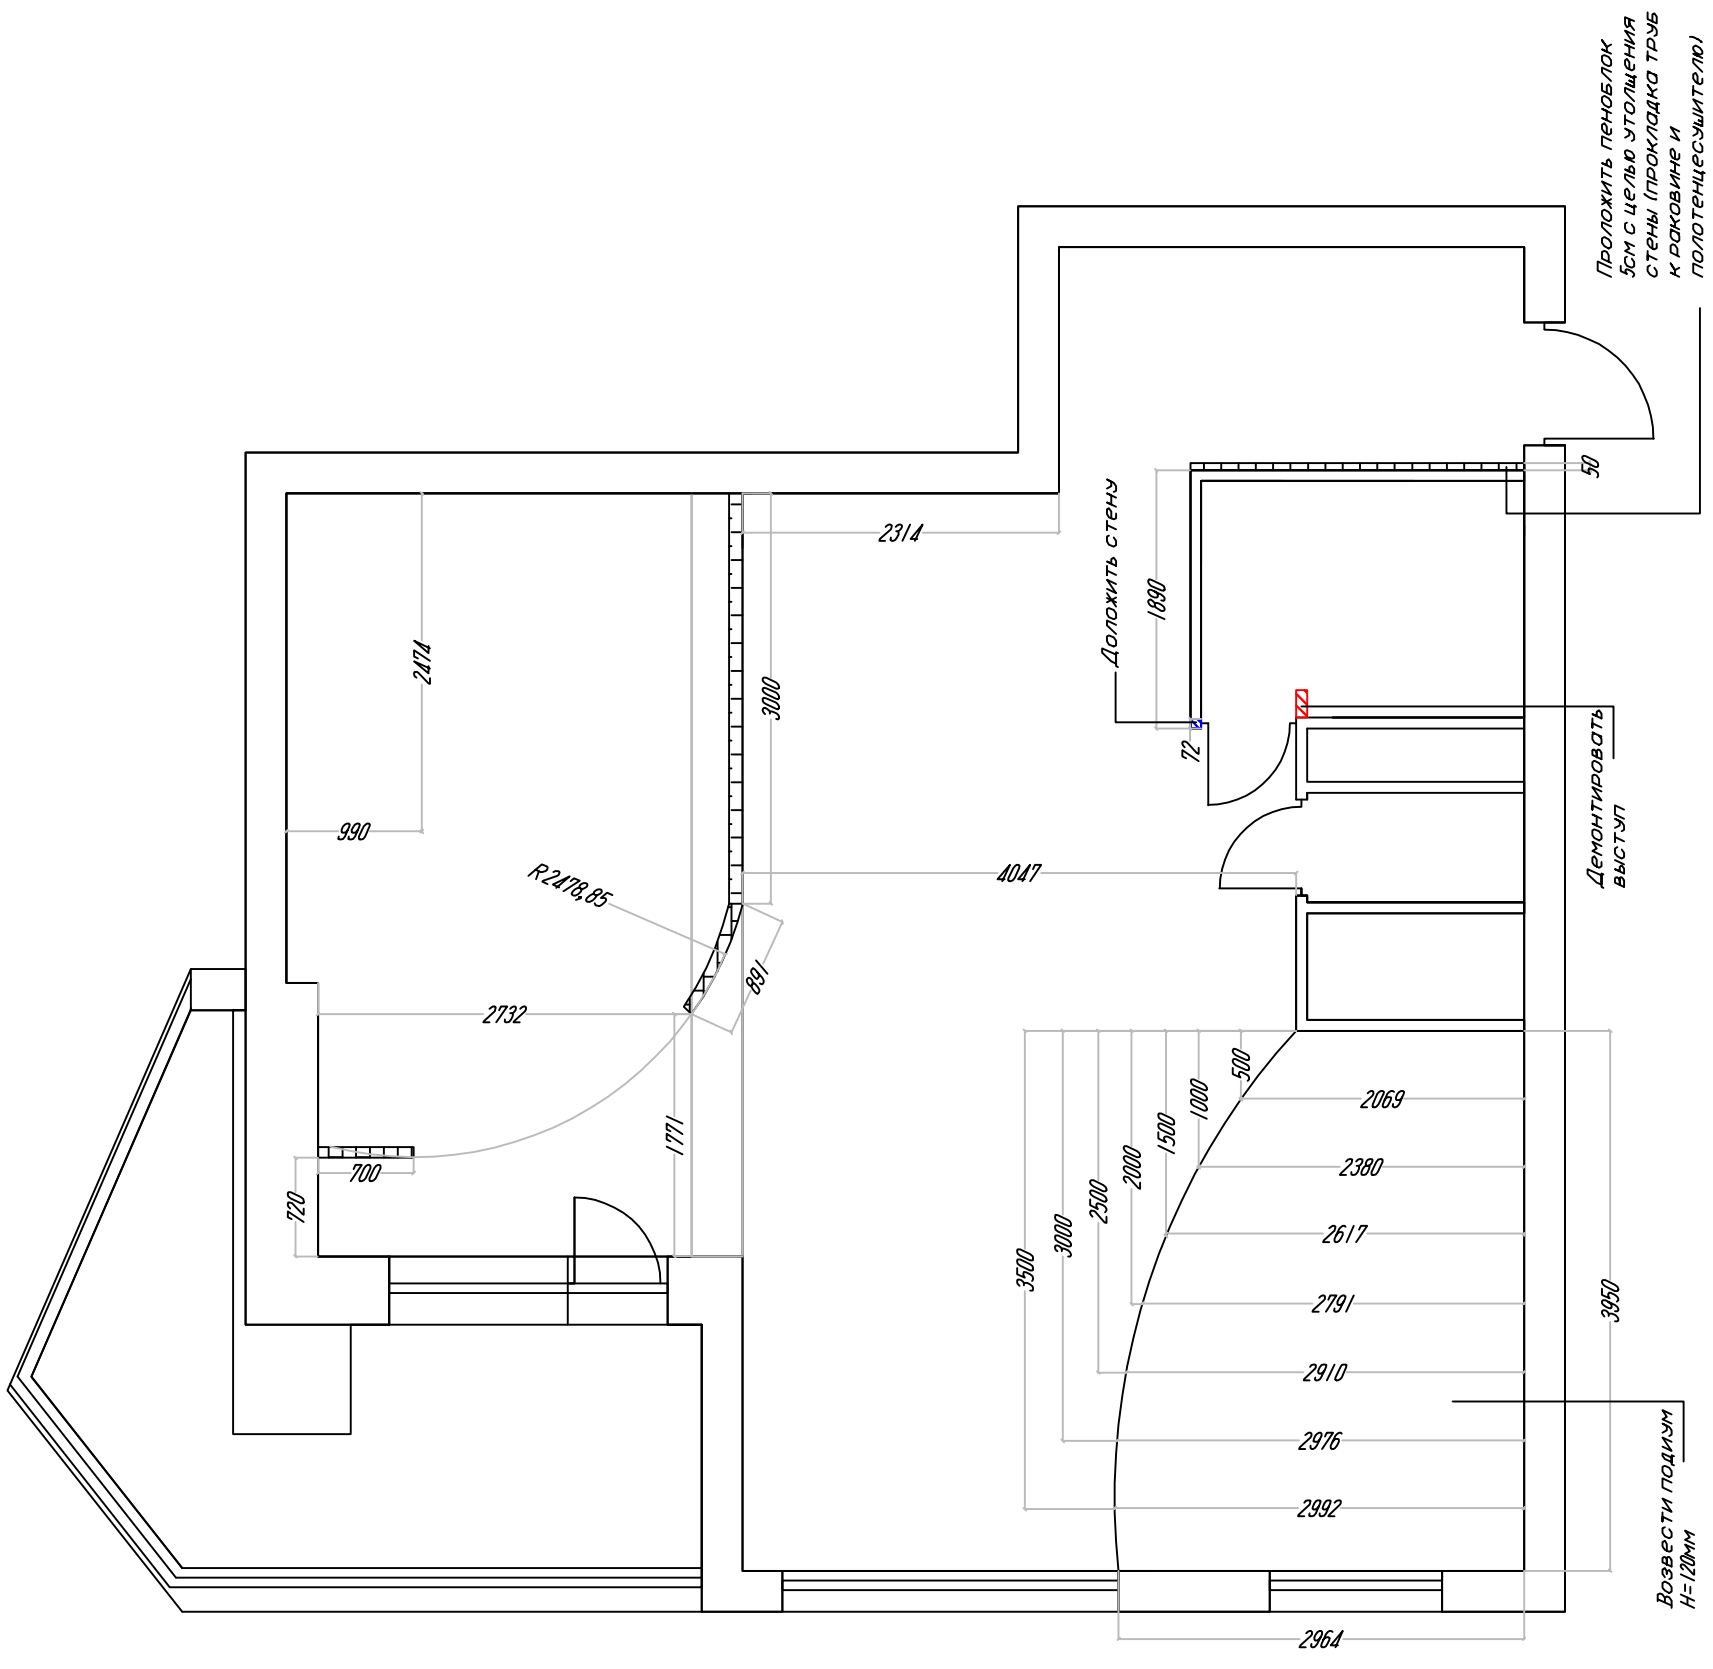 Проложить пеноблок
5см с целью утолщения
стены (прокладка труб
к раковине и
полотенцесушителю)
50
2314
Доложить стену
1890
2474
3000
72
Демонтировать
выступ
990
R2478,85
4047
891
2732
500
2069
1000
1771
1500
2380
2000
700
720
2500
2617
3000
3500
2791
3950
2910
2976
Возвести подиум
H=120мм
2992
2964